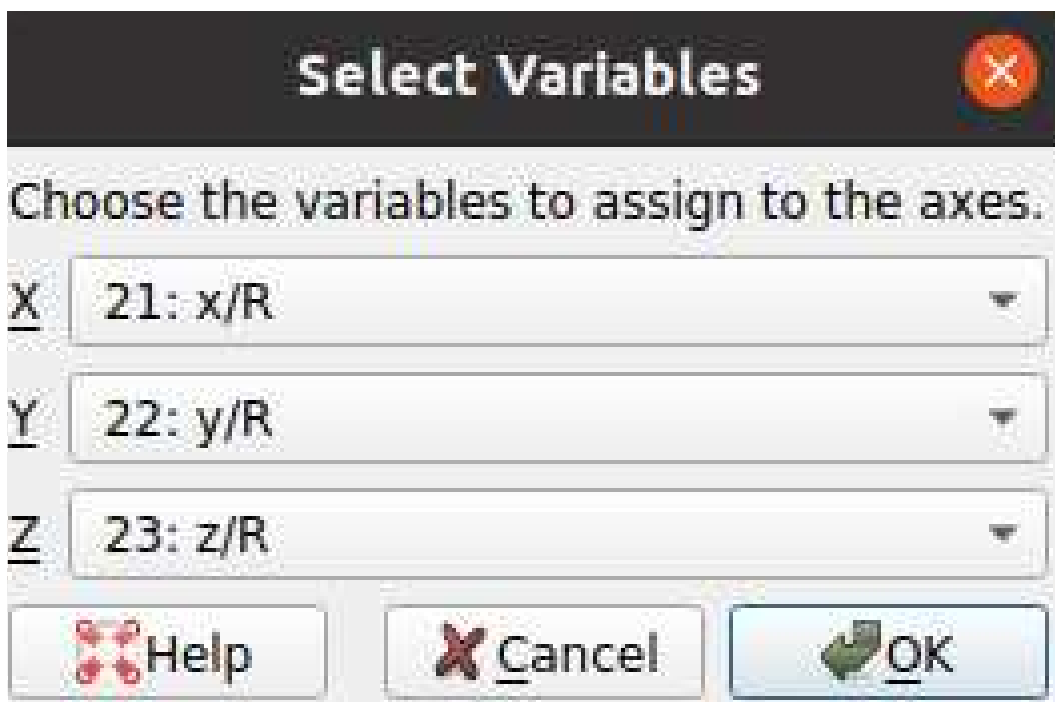 Select Variables
Choose the variables to assign to the axes.
X 21: x/R
Y 22: y/R
Z 23: z/R
Help Cancel OK